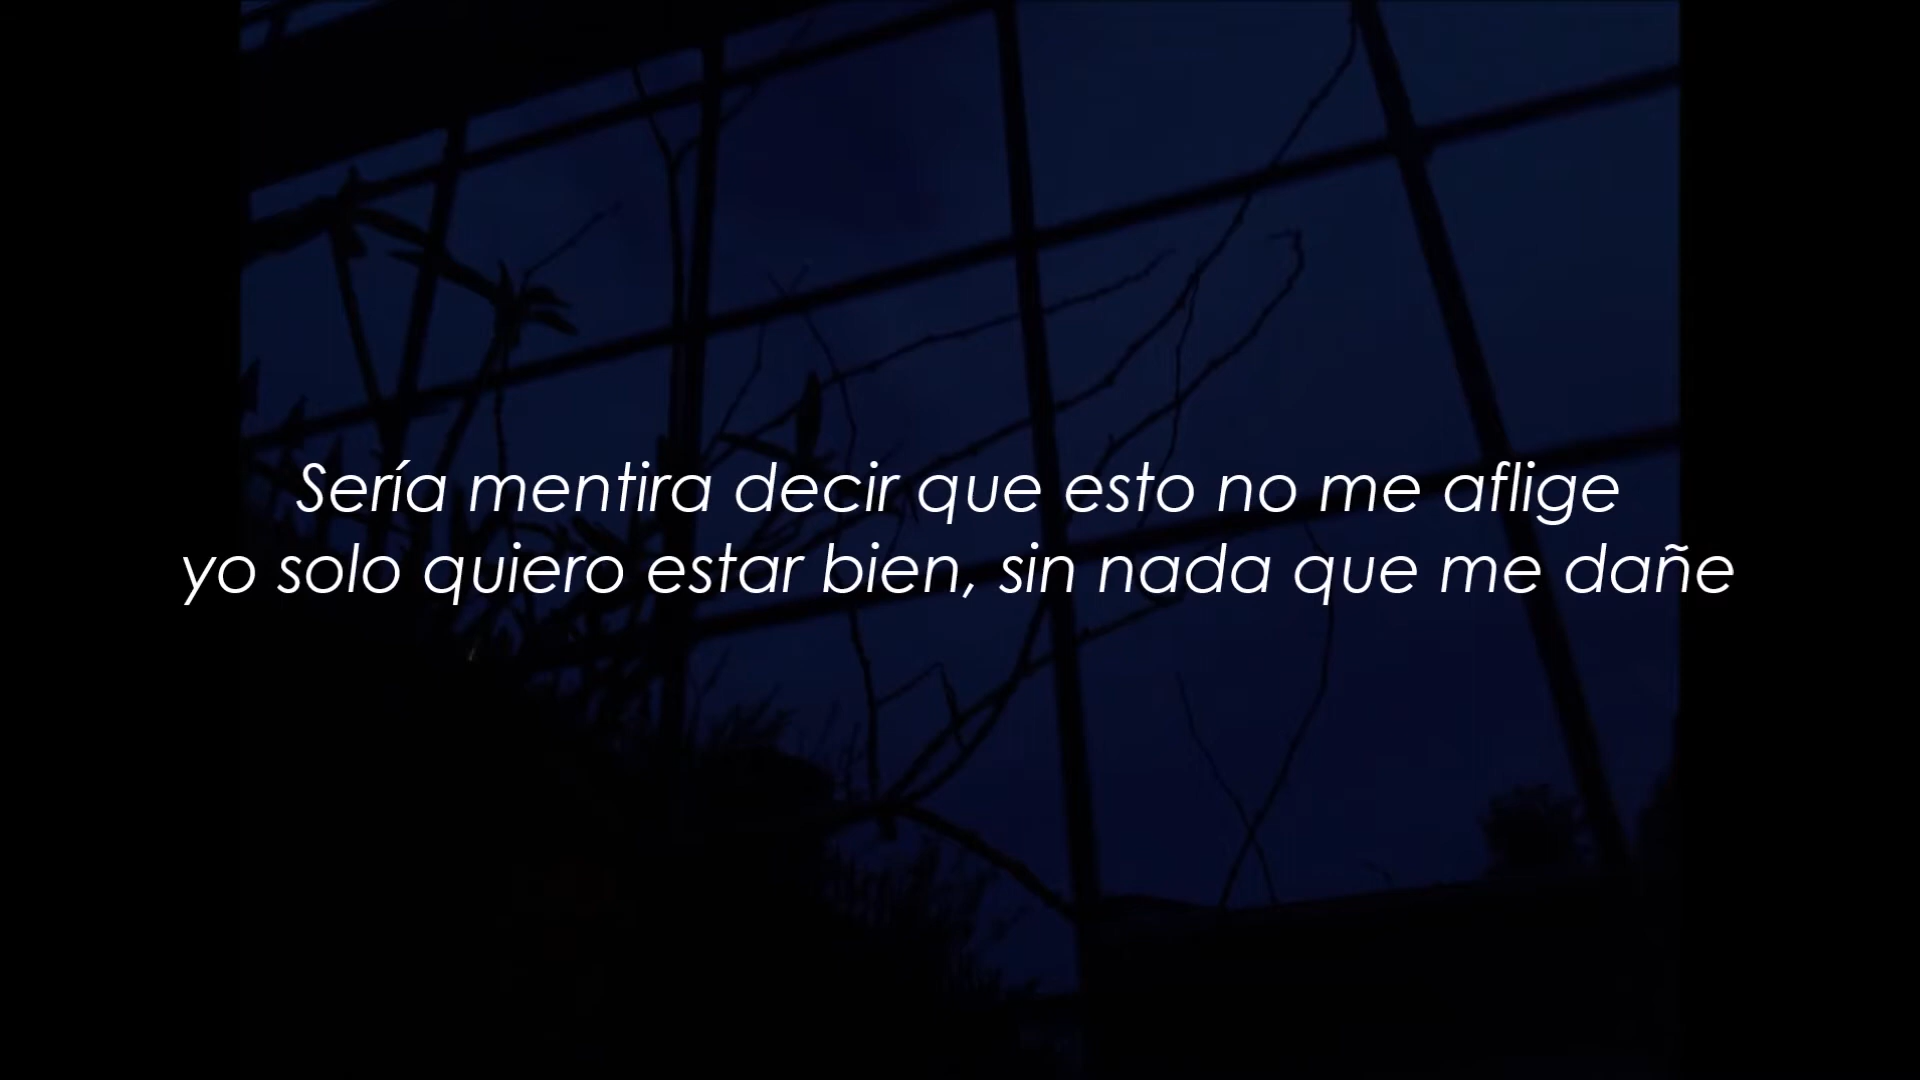 Sería mentira decir que esto no me aflige
yo solo quiero estar bien, sin nada que me dañe